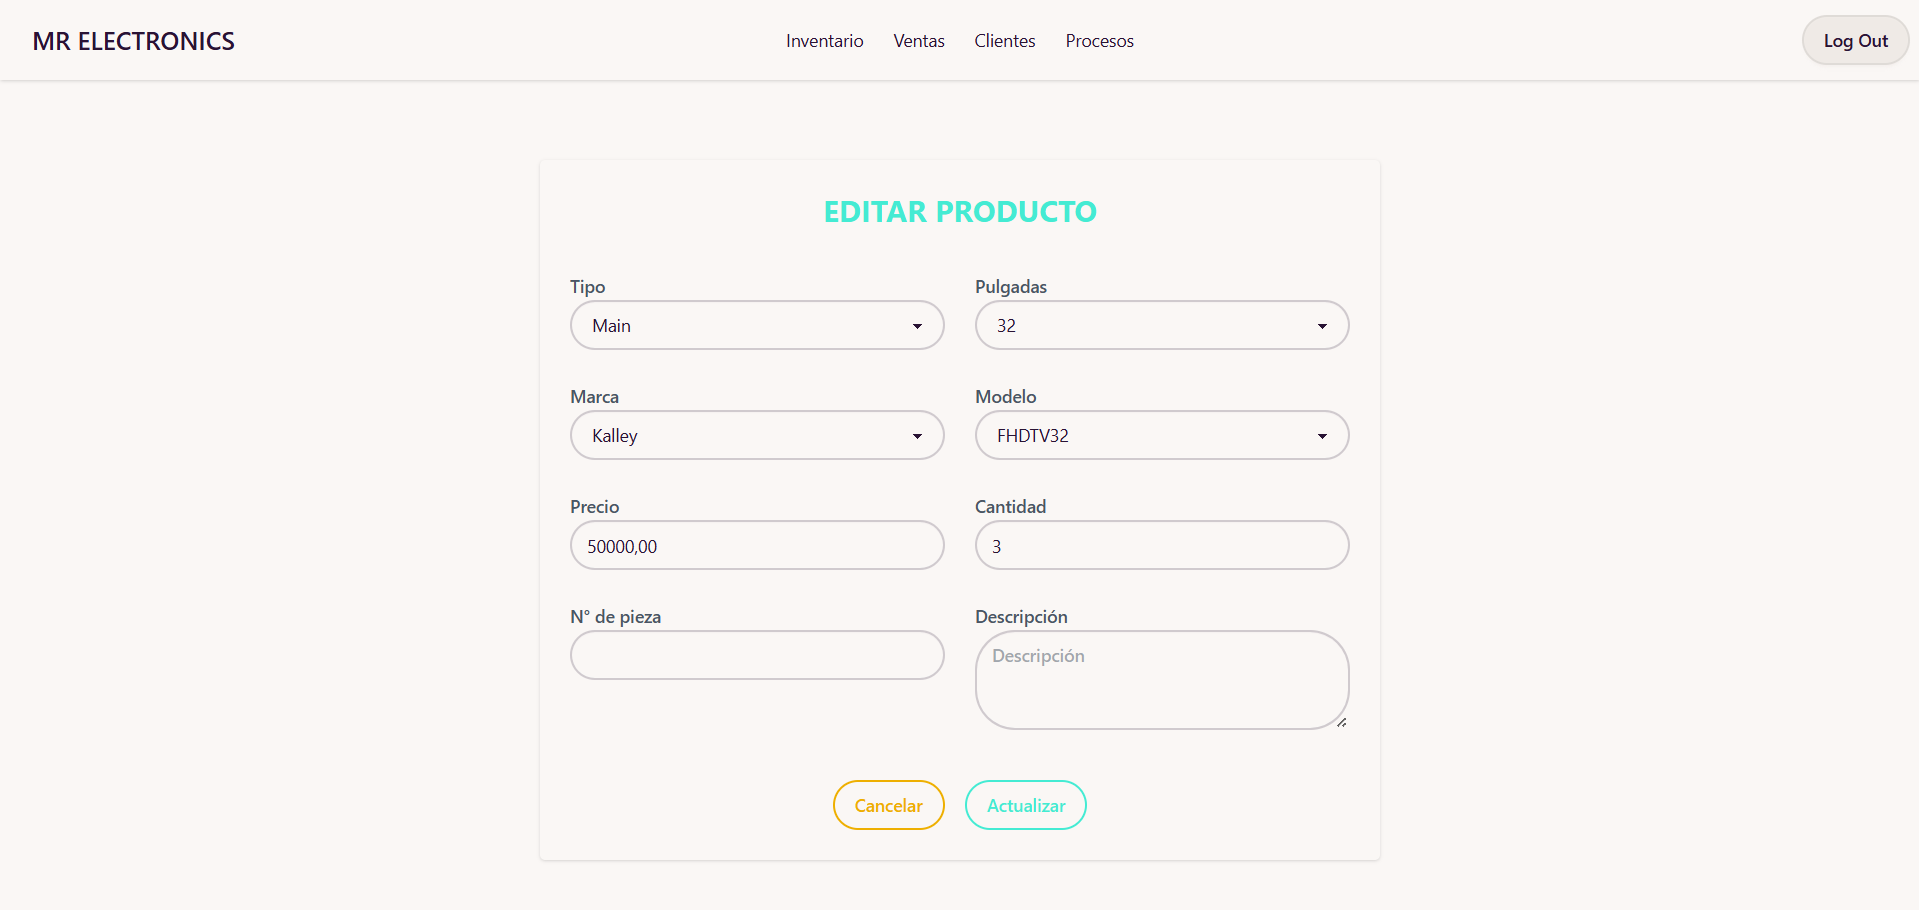 MR ELECTRONICS
Inventario Ventas Clientes Procesos
Log Out
EDITAR PRODUCTO
Tipo
Main
Pulgadas
32
Marca
Kalley
Modelo
FHDTV32
Precio
50000,00
Cantidad
3
N° de pieza
Descripción
Descripción
Cancelar
Actualizar